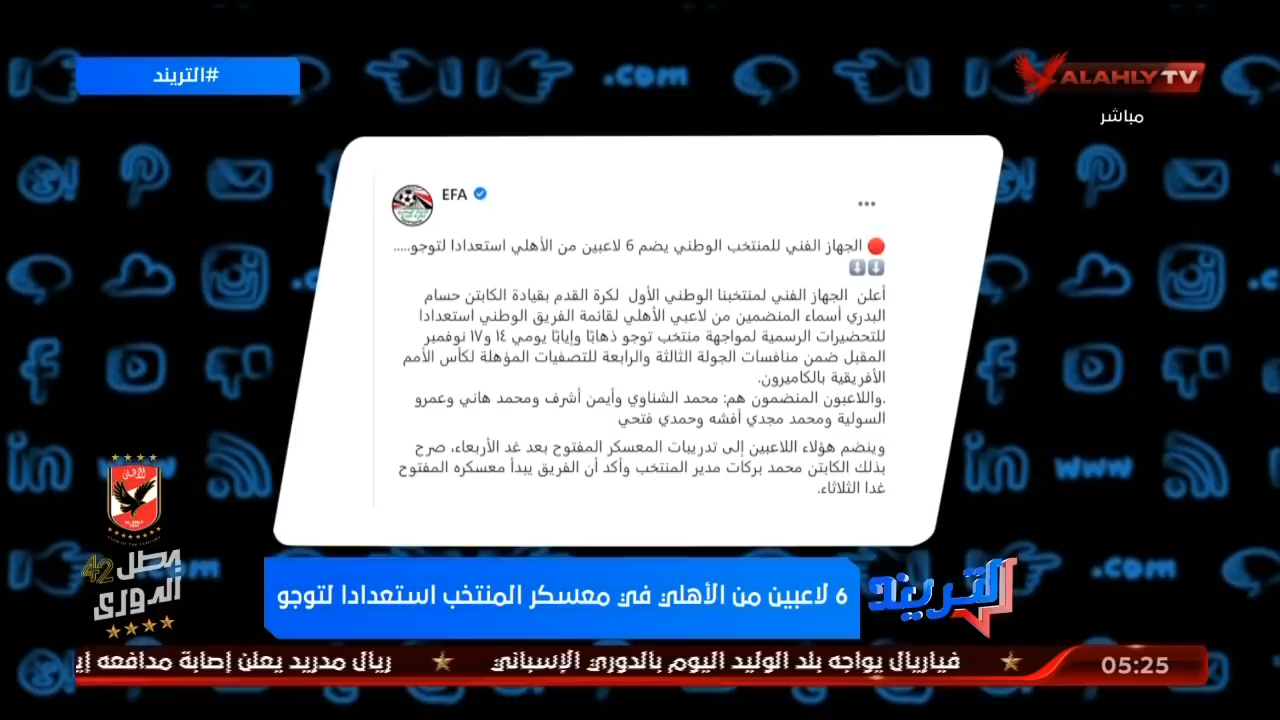 #التريند
ALAHLY TV
مباشر
EFA
🔴 الجهاز الفني للمنتخب الوطني يضم 6 لاعبين من الأهلي استعدادا لتوجو.....
⬇️⬇️
أعلن الجهاز الفني لمنتخبنا الوطني الأول لكرة القدم بقيادة الكابتن حسام
البدري أسماء المنضمين من لاعبي الأهلي لقائمة الفريق الوطني استعدادا
للتحضيرات الرسمية لمواجهة منتخب توجو ذهابًا وإيابًا يومي ١٤ و١٧ نوفمبر
المقبل ضمن منافسات الجولة الثالثة والرابعة للتصفيات المؤهلة لكأس الأمم
الأفريقية بالكاميرون.
.واللاعبون المنضمون هم: محمد الشناوي وأيمن أشرف ومحمد هاني وعمرو
السولية ومحمد مجدي أفشه وحمدي فتحي
وينضم هؤلاء اللاعبين إلى تدريبات المعسكر المفتوح بعد غد الأربعاء، صرح
بذلك الكابتن محمد بركات مدير المنتخب وأكد أن الفريق يبدأ معسكره المفتوح
غدا الثلاثاء.
.com
www
.com
بطل
42
الدورى
التريند
6 لاعبين من الأهلي في معسكر المنتخب استعدادا لتوجو
05:25
فياريال يواجه بلد الوليد اليوم بالدوري الإسباني
ريال مدريد يعلن إصابة مدافعه